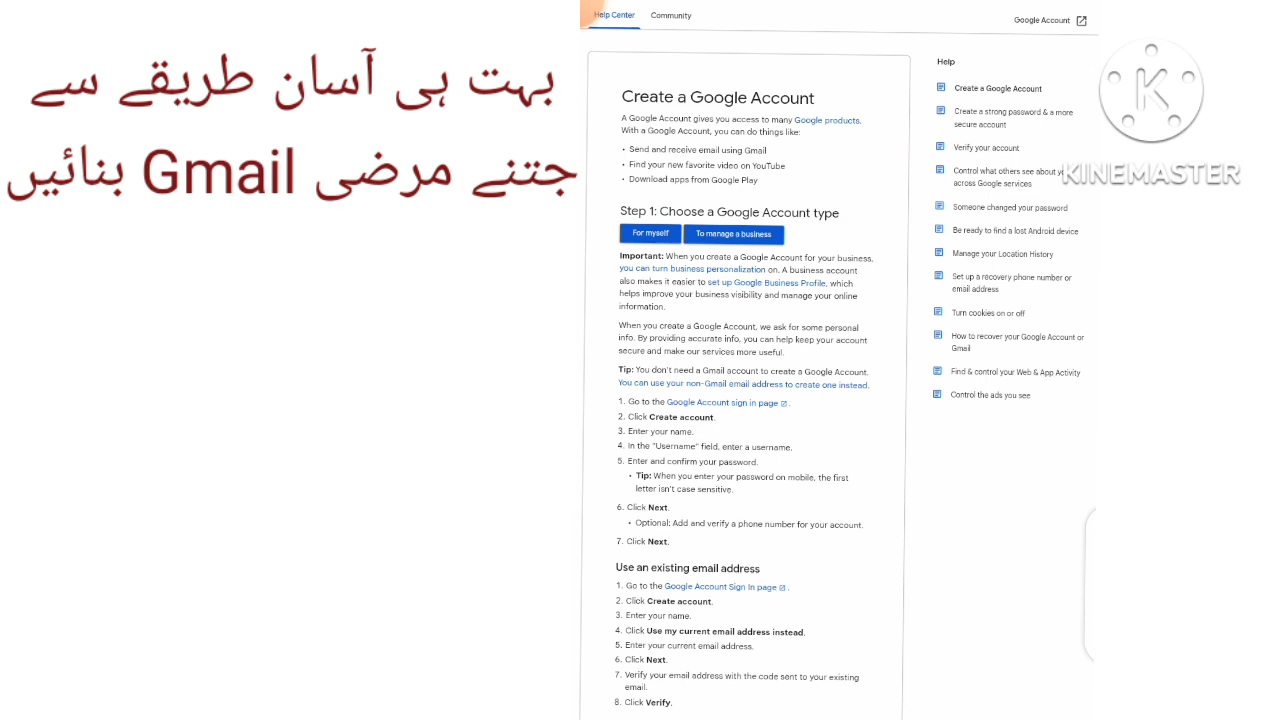 بہت ہی آسان طریقے سے
جتنے مرضی Gmail بنائیں
Help Center
Community
Google Account
Create a Google Account
A Google Account gives you access to many Google products.
With a Google Account, you can do things like:
• Send and receive email using Gmail
• Find your new favorite video on YouTube
• Download apps from Google Play
Step 1: Choose a Google Account type
For myself
To manage a business
Important: When you create a Google Account for your business,
you can turn business personalization on. A business account
also makes it easier to set up Google Business Profile, which
helps improve your business visibility and manage your online
information.
When you create a Google Account, we ask for some personal
info. By providing accurate info, you can help keep your account
secure and make our services more useful.
Tip: You don't need a Gmail account to create a Google Account.
You can use your non-Gmail email address to create one instead.
1. Go to the Google Account sign in page.
2. Click Create account.
3. Enter your name.
4. In the "Username" field, enter a username.
5. Enter and confirm your password.
• Tip: When you enter your password on mobile, the first
letter isn't case sensitive.
6. Click Next.
• Optional: Add and verify a phone number for your account.
7. Click Next.
Use an existing email address
1. Go to the Google Account Sign In page.
2. Click Create account.
3. Enter your name.
4. Click Use my current email address instead.
5. Enter your current email address.
6. Click Next.
7. Verify your email address with the code sent to your existing
email.
8. Click Verify.
Help
Create a Google Account
Create a strong password & a more
secure account
Verify your account
Control what others see about
across Google services
Someone changed your password
Be ready to find a lost Android device
Manage your Location History
Set up a recovery phone number or
email address
Turn cookies on or off
How to recover your Google Account or
Gmail
Find & control your Web & App Activity
Control the ads you see
K
KINEMASTER